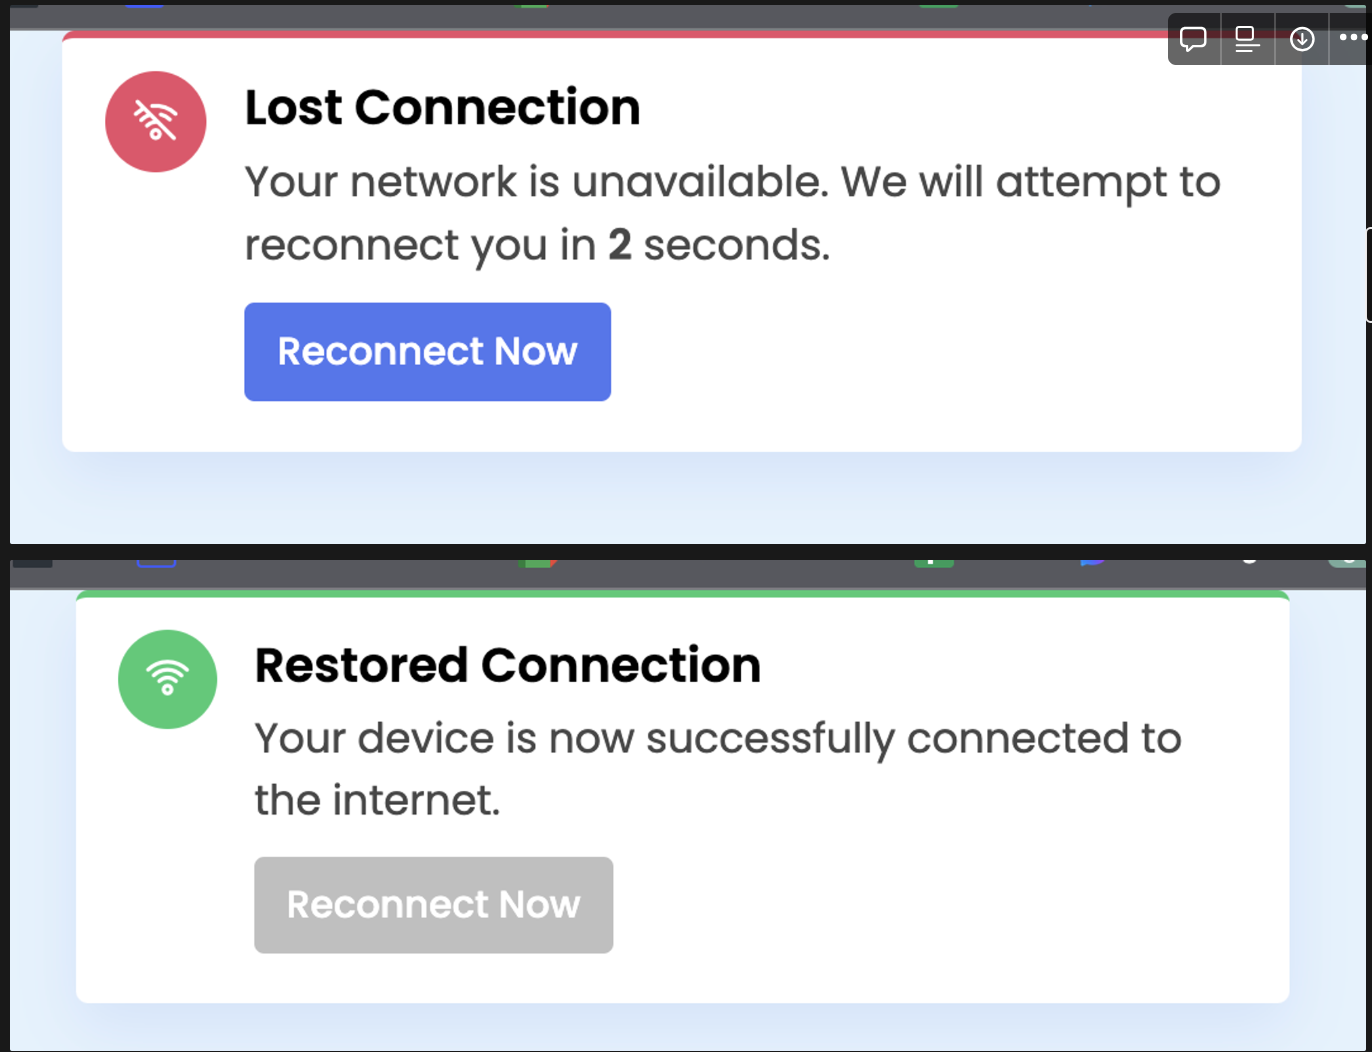 Lost Connection
Your network is unavailable. We will attempt to
reconnect you in 2 seconds.
Reconnect Now
Restored Connection
Your device is now successfully connected to
the internet.
Reconnect Now